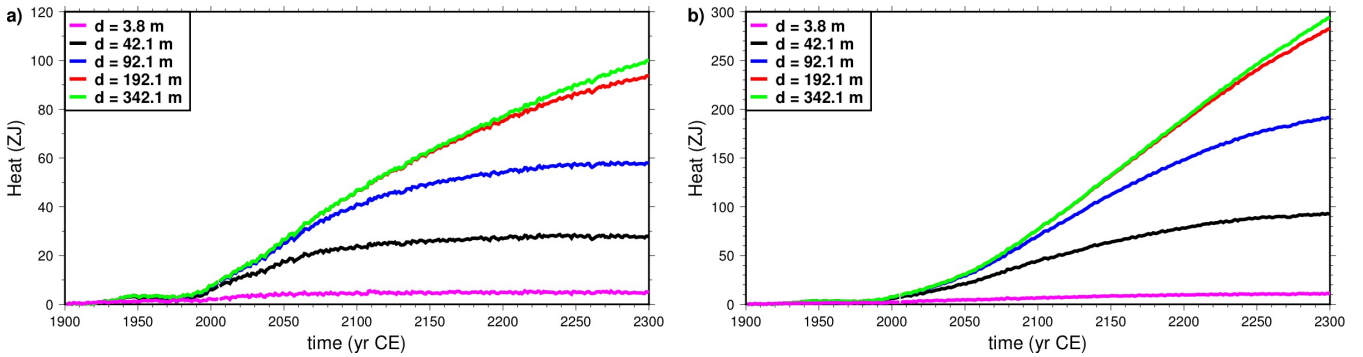 a)
d = 3.8 m
d = 42.1 m
d = 92.1 m
d = 192.1 m
d = 342.1 m
120
100
80
60
40
20
0
Heat (ZJ)
1900 1950 2000 2050 2100 2150 2200 2250 2300
time (yr CE)
b)
d = 3.8 m
d = 42.1 m
d = 92.1 m
d = 192.1 m
d = 342.1 m
300
250
200
150
100
50
0
Heat (ZJ)
1900 1950 2000 2050 2100 2150 2200 2250 2300
time (yr CE)